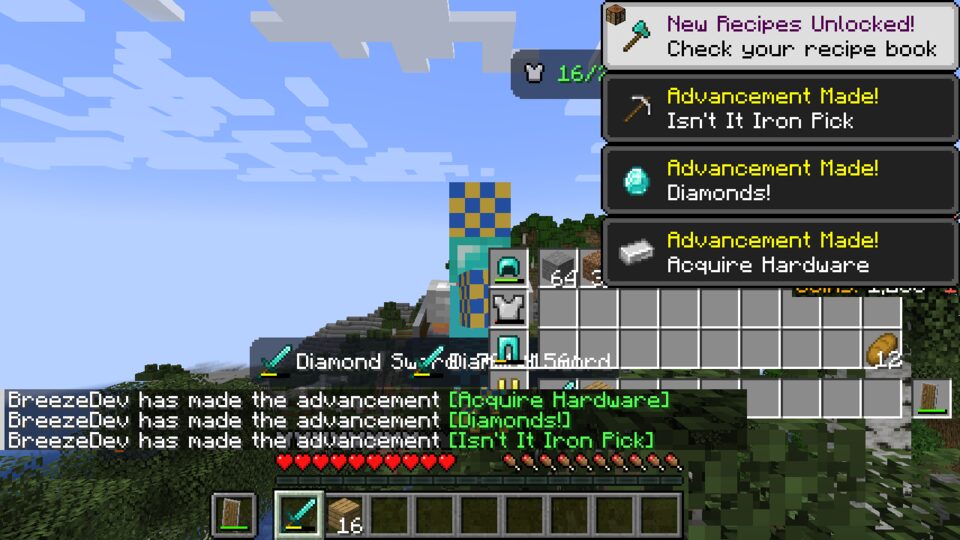 New Recipes Unlocked!
Check your recipe book
16/
Advancement Made!
Isn't It Iron Pick
Advancement Made!
Diamonds!
Advancement Made!
Acquire Hardware
64
12
Diamond
BreezeDev has made the advancement [Acquire Hardware]
BreezeDev has made the advancement [Diamonds!]
BreezeDev has made the advancement [Isn't It Iron Pick]
16